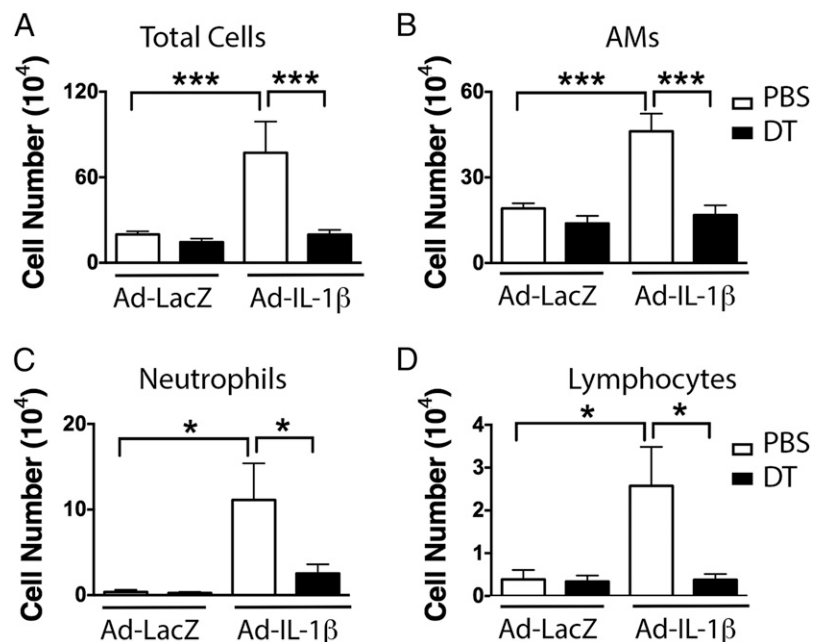 A
Total Cells
Cell Number (10⁴)
120
60
0
***
***
Ad-LacZ
Ad-IL-1β
B
AMs
Cell Number (10⁴)
60
30
0
***
***
PBS
DT
Ad-LacZ
Ad-IL-1β
C
Neutrophils
Cell Number (10⁴)
20
10
0
*
*
Ad-LacZ
Ad-IL-1β
D
Lymphocytes
Cell Number (10⁴)
4
3
2
1
0
*
*
PBS
DT
Ad-LacZ
Ad-IL-1β